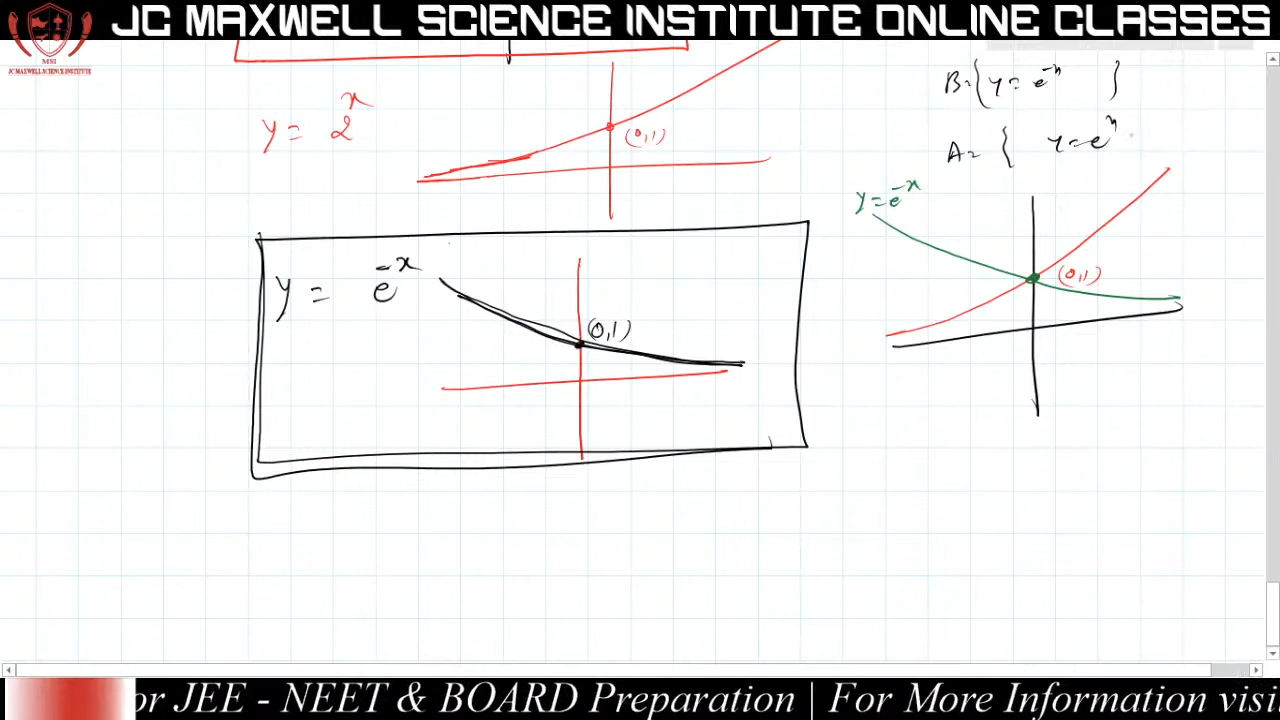 JC MAXWELL SCIENCE INSTITUTE ONLINE CLASSES
MSI
JC MAXWELL SCIENCE INSTITUTE
y = 2^x
(0,1)
B={y = e^-x }
A= { y = e^x
y = e^-x
(0,1)
y = e^-x
(0,1)
or JEE - NEET & BOARD Preparation | For More Information visi